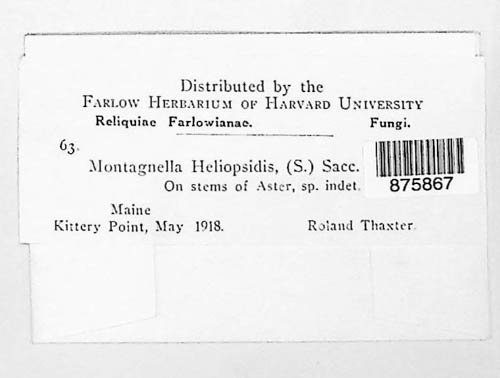 Distributed by the
FARLOW HERBARIUM OF HARVARD UNIVERSITY
Reliquiae Farlowianae. Fungi.
63.
Montagnella Heliopsidis, (S.) Sacc.
On stems of Aster, sp. indet.
875867
Maine
Kittery Point, May 1918. Roland Thaxter